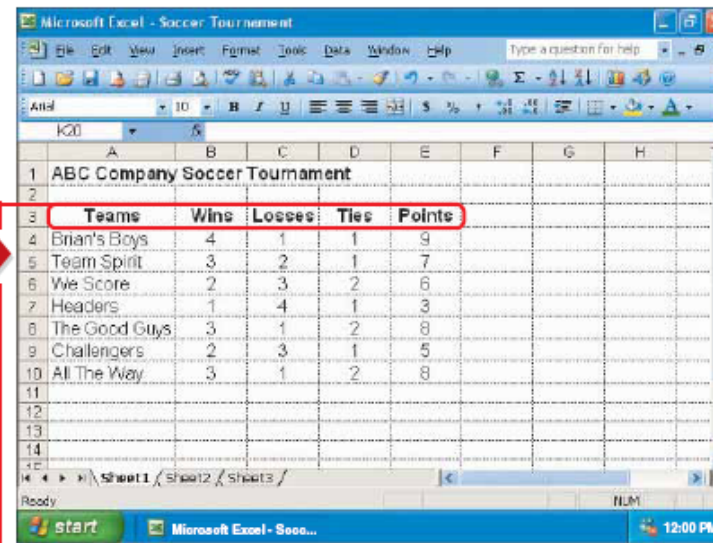 Microsoft Excel - Soccer Tournament
File Edit View Insert Format Tools Data Window Help Type a question for help
Arial 10 B I U $ % ,
K20 fx
A B C D E F G H
1 ABC Company Soccer Tournament
2
3 Teams Wins Losses Ties Points
4 Brian's Boys 4 1 1 9
5 Team Spirit 3 2 1 7
6 We Score 2 3 2 6
7 Headers 1 4 1 3
8 The Good Guys 3 1 2 8
9 Challengers 2 3 1 5
10 All The Way 3 1 2 8
11
12
13
14
15
Sheet1 / Sheet2 / Sheet3 /
Ready NUM
start Microsoft Excel - Socc... 12:00 PM